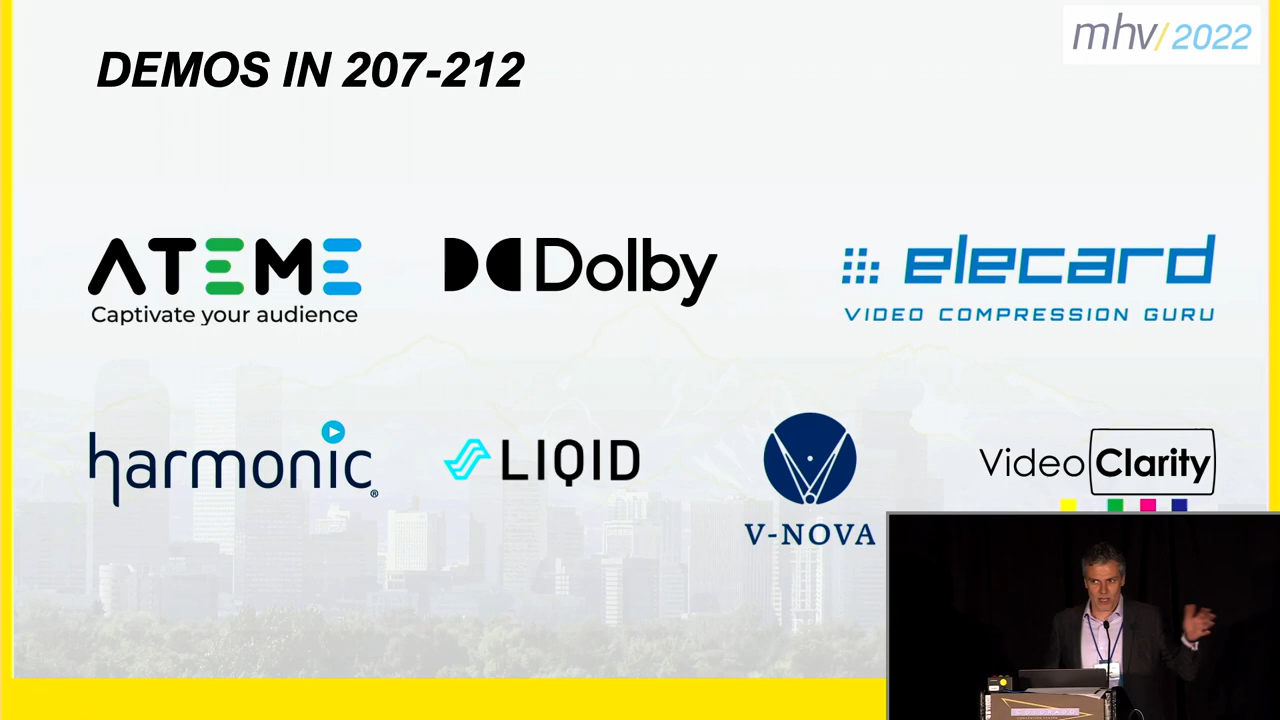 mhv/2022
DEMOS IN 207-212
ATEME
Captivate your audience
Dolby
elecard
VIDEO COMPRESSION GURU
harmonic®
LIQID
V-NOVA
Video Clarity
COLORADO